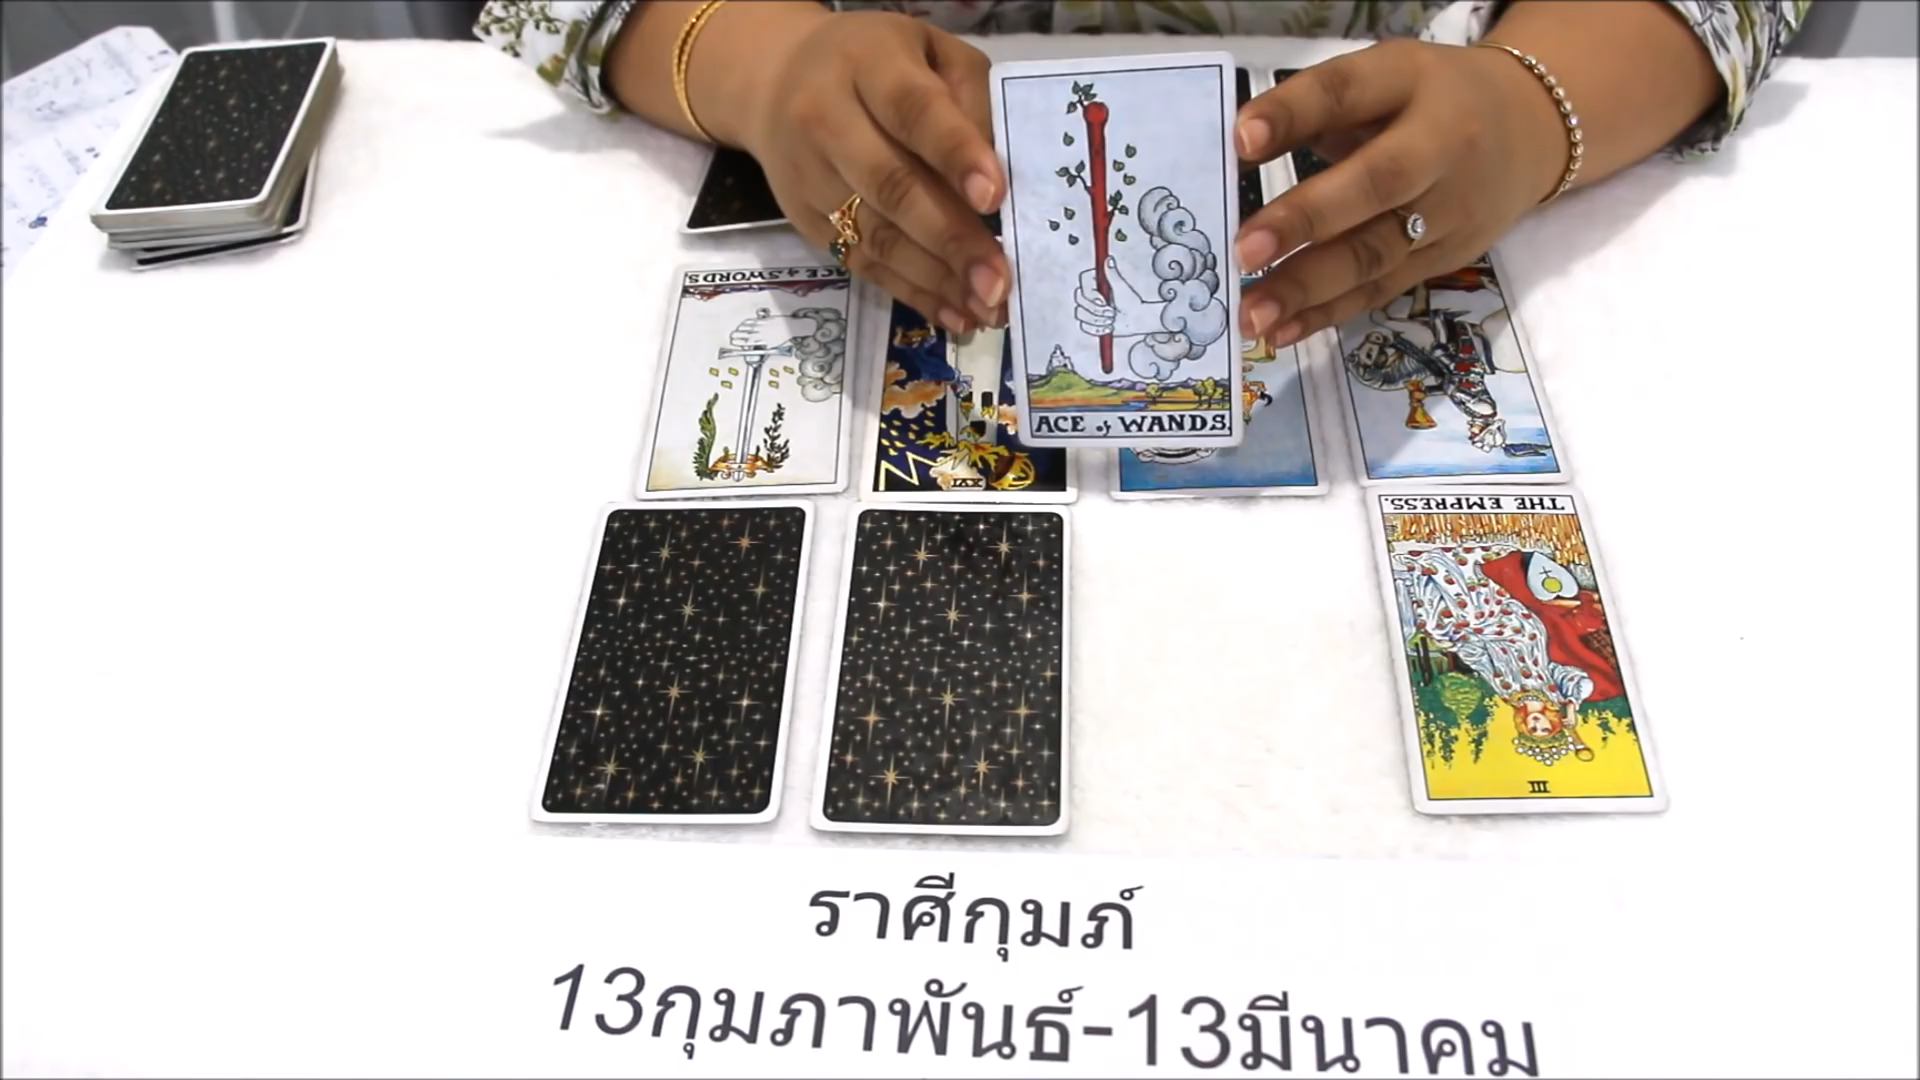 ACE of SWORDS.
ACE of WANDS.
XVI
THE EMPRESS.
III
ราศีกุมภ์
13กุมภาพันธ์-13มีนาคม